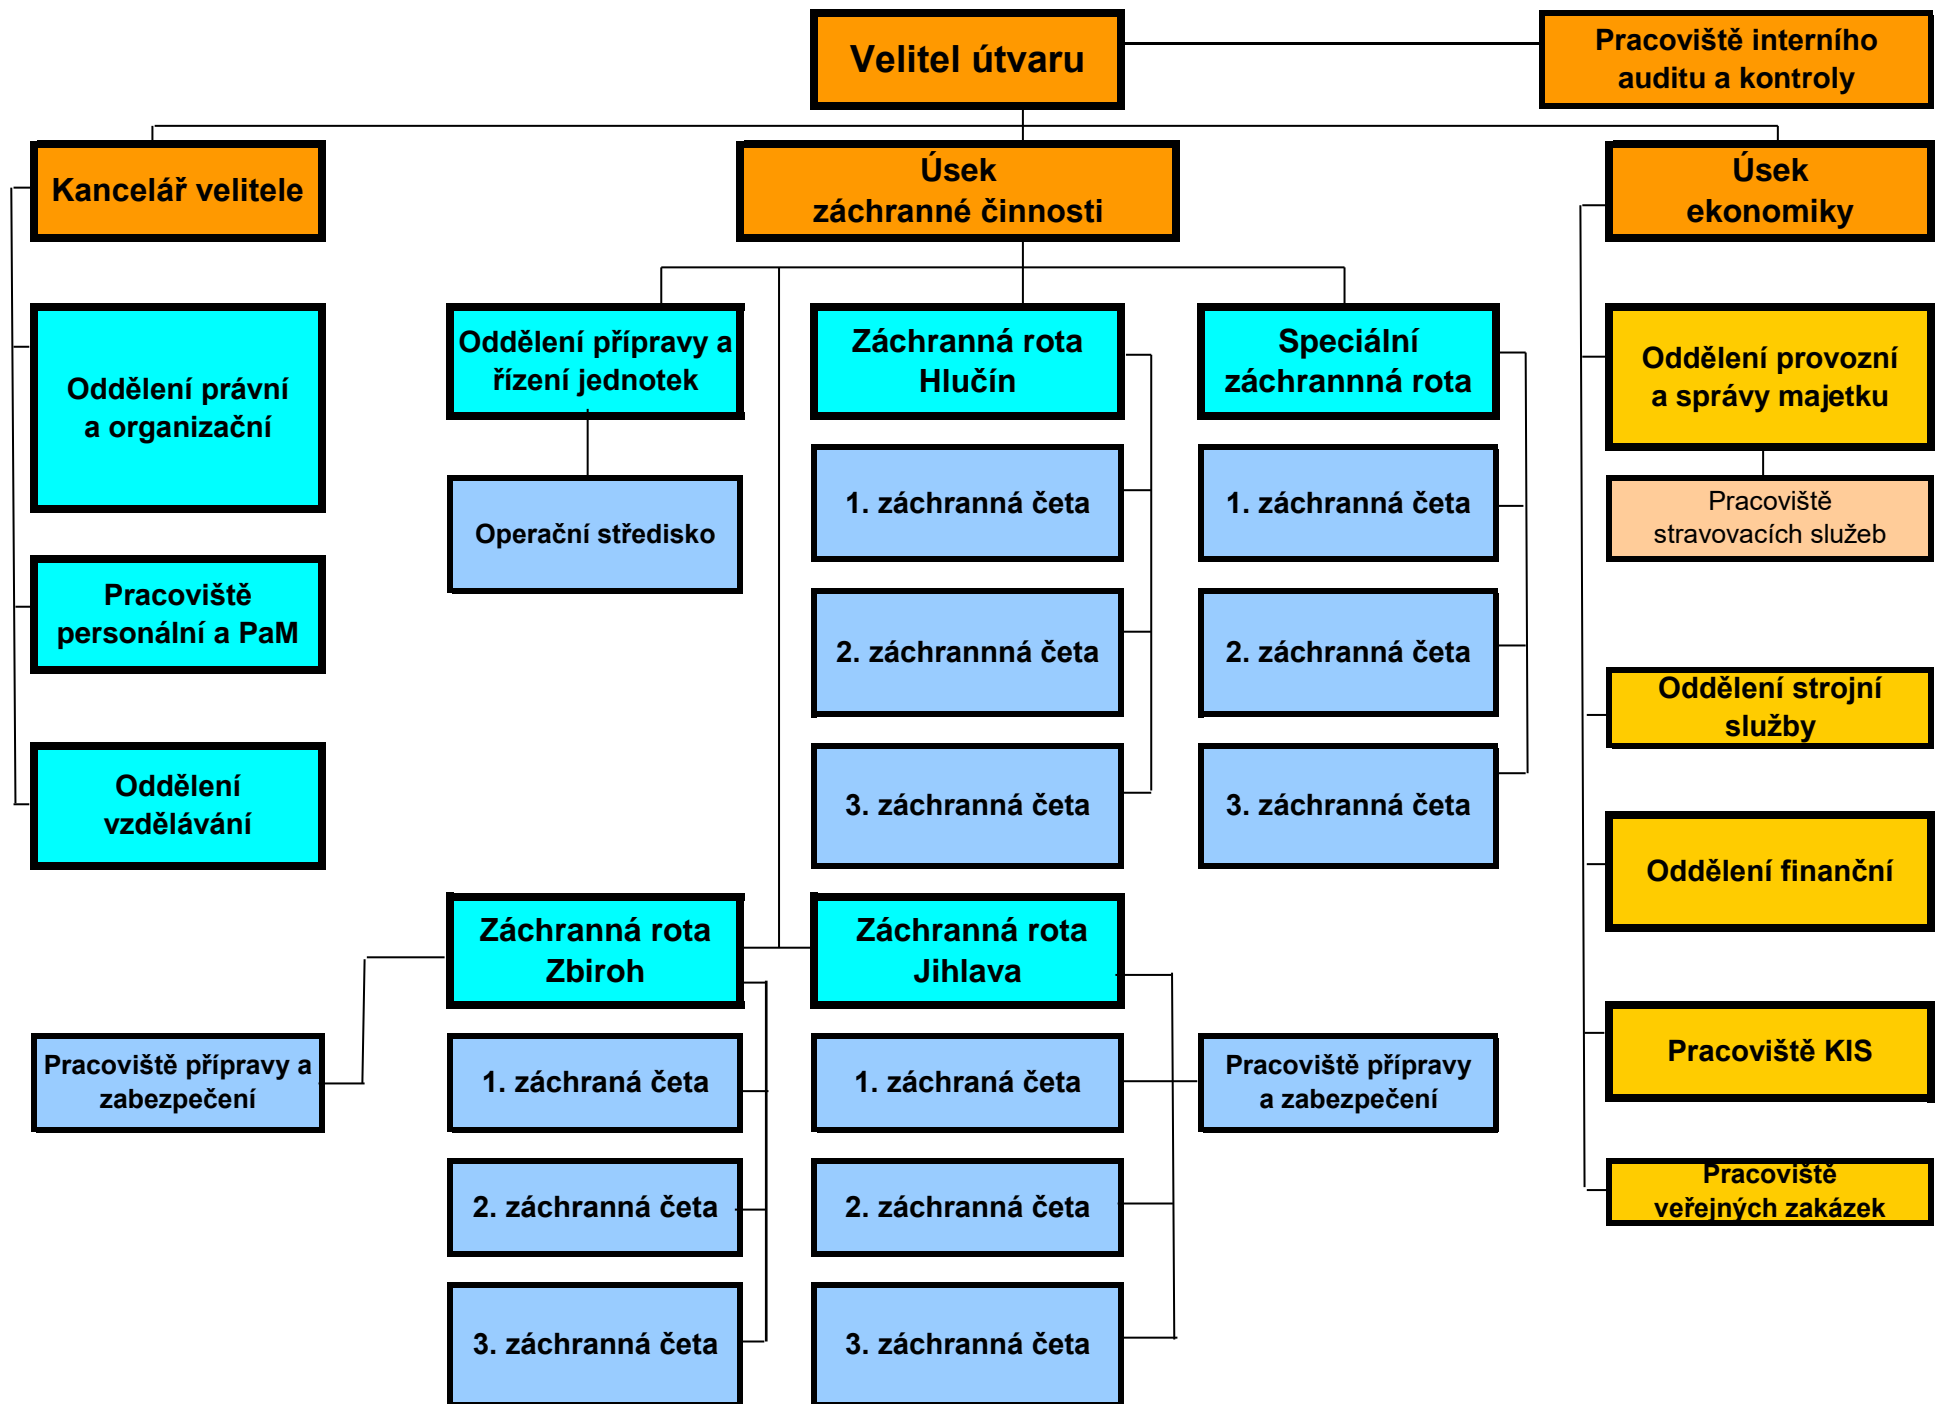 Velitel útvaru
Pracoviště interního
auditu a kontroly
Kancelář velitele
Úsek
záchranné činnosti
Úsek
ekonomiky
Oddělení právní
a organizační
Pracoviště
personální a PaM
Oddělení
vzdělávání
Oddělení přípravy a
řízení jednotek
Operační středisko
Záchranná rota
Hlučín
1. záchranná četa
2. záchrannná četa
3. záchranná četa
Speciální
záchrannná rota
1. záchranná četa
2. záchranná četa
3. záchranná četa
Oddělení provozní
a správy majetku
Pracoviště
stravovacích služeb
Oddělení strojní
služby
Oddělení finanční
Pracoviště KIS
Pracoviště
veřejných zakázek
Záchranná rota
Zbiroh
Pracoviště přípravy a
zabezpečení
1. záchraná četa
2. záchranná četa
3. záchranná četa
Záchranná rota
Jihlava
1. záchraná četa
2. záchranná četa
3. záchranná četa
Pracoviště přípravy
a zabezpečení